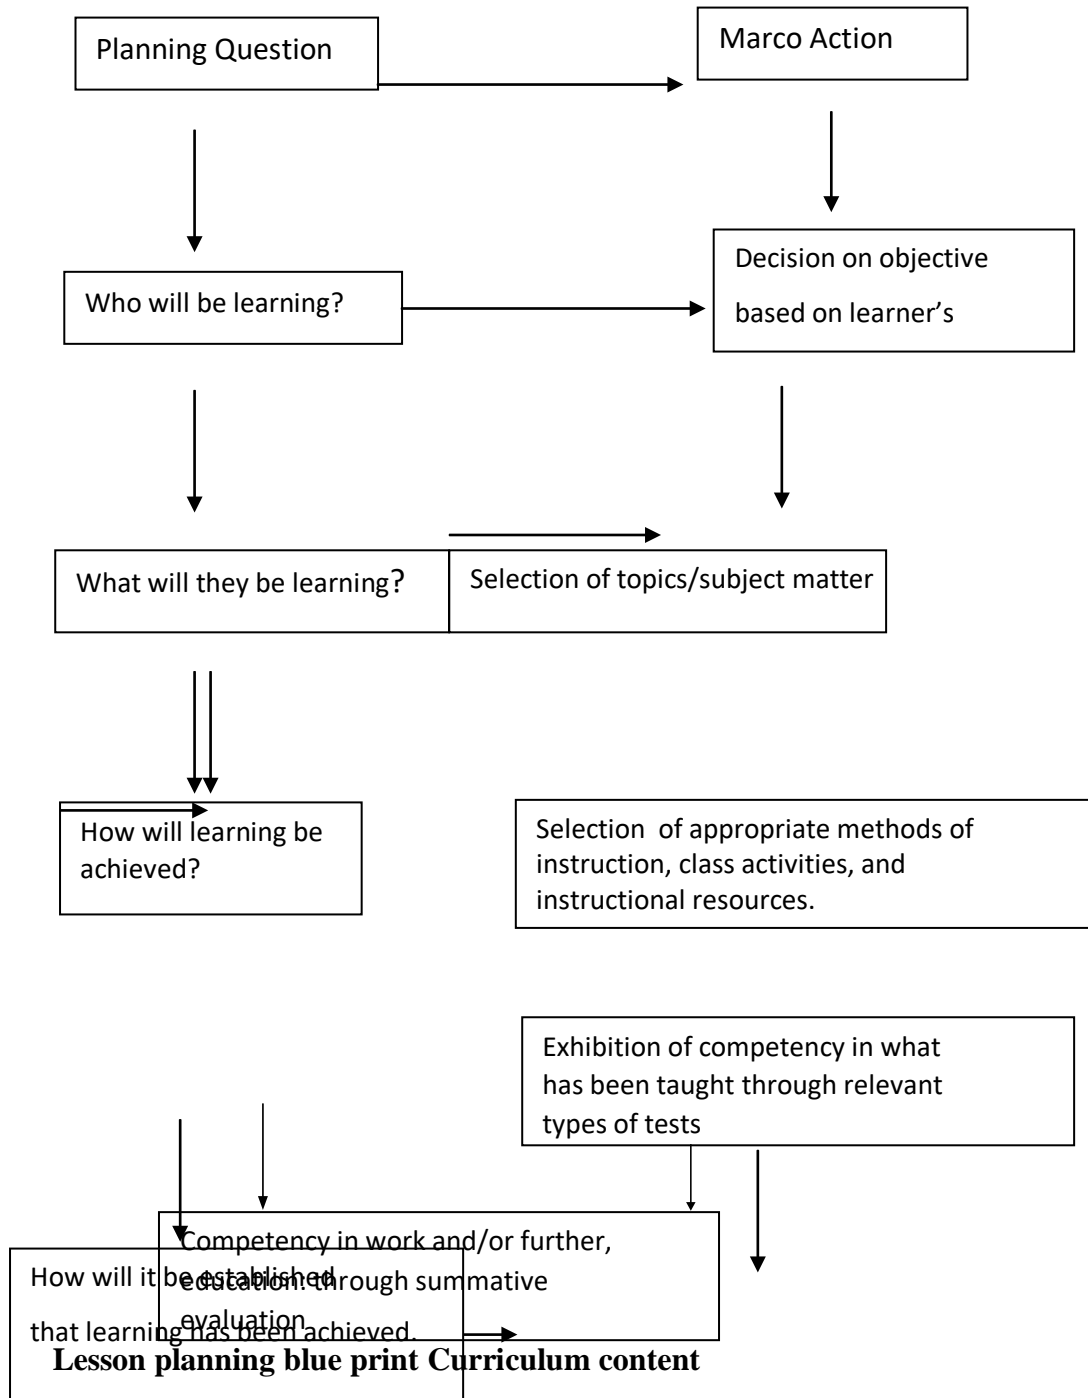 Planning Question
Marco Action
Who will be learning?
Decision on objective
based on learner’s
What will they be learning?
Selection of topics/subject matter
How will learning be
achieved?
Selection of appropriate methods of
instruction, class activities, and
instructional resources.
Exhibition of competency in what
has been taught through relevant
types of tests
Competency in work and/or further,
education: through summative
evaluation
How will it be established
that learning has been achieved.
Lesson planning blue print Curriculum content